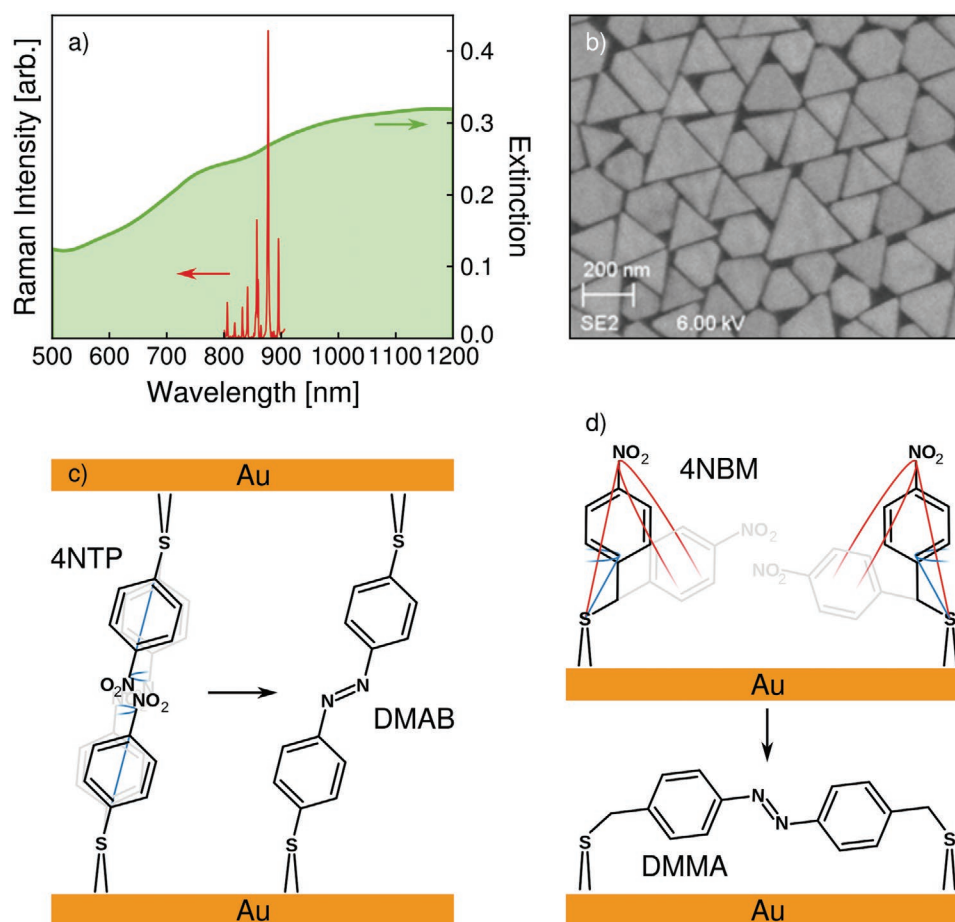 a)
Raman Intensity [arb.]
0.4
0.3
0.2
0.1
0.0
Extinction
500 600 700 800 900 1000 1100 1200
Wavelength [nm]
b)
200 nm
SE2 6.00 kV
c)
Au
S
4NTP
O₂N
NO₂
S
Au
S
N
N
DMAB
S
d)
NO₂
4NBM
NO₂
S
NO₂
NO₂
S
Au
N
N
S
S
DMMA
Au